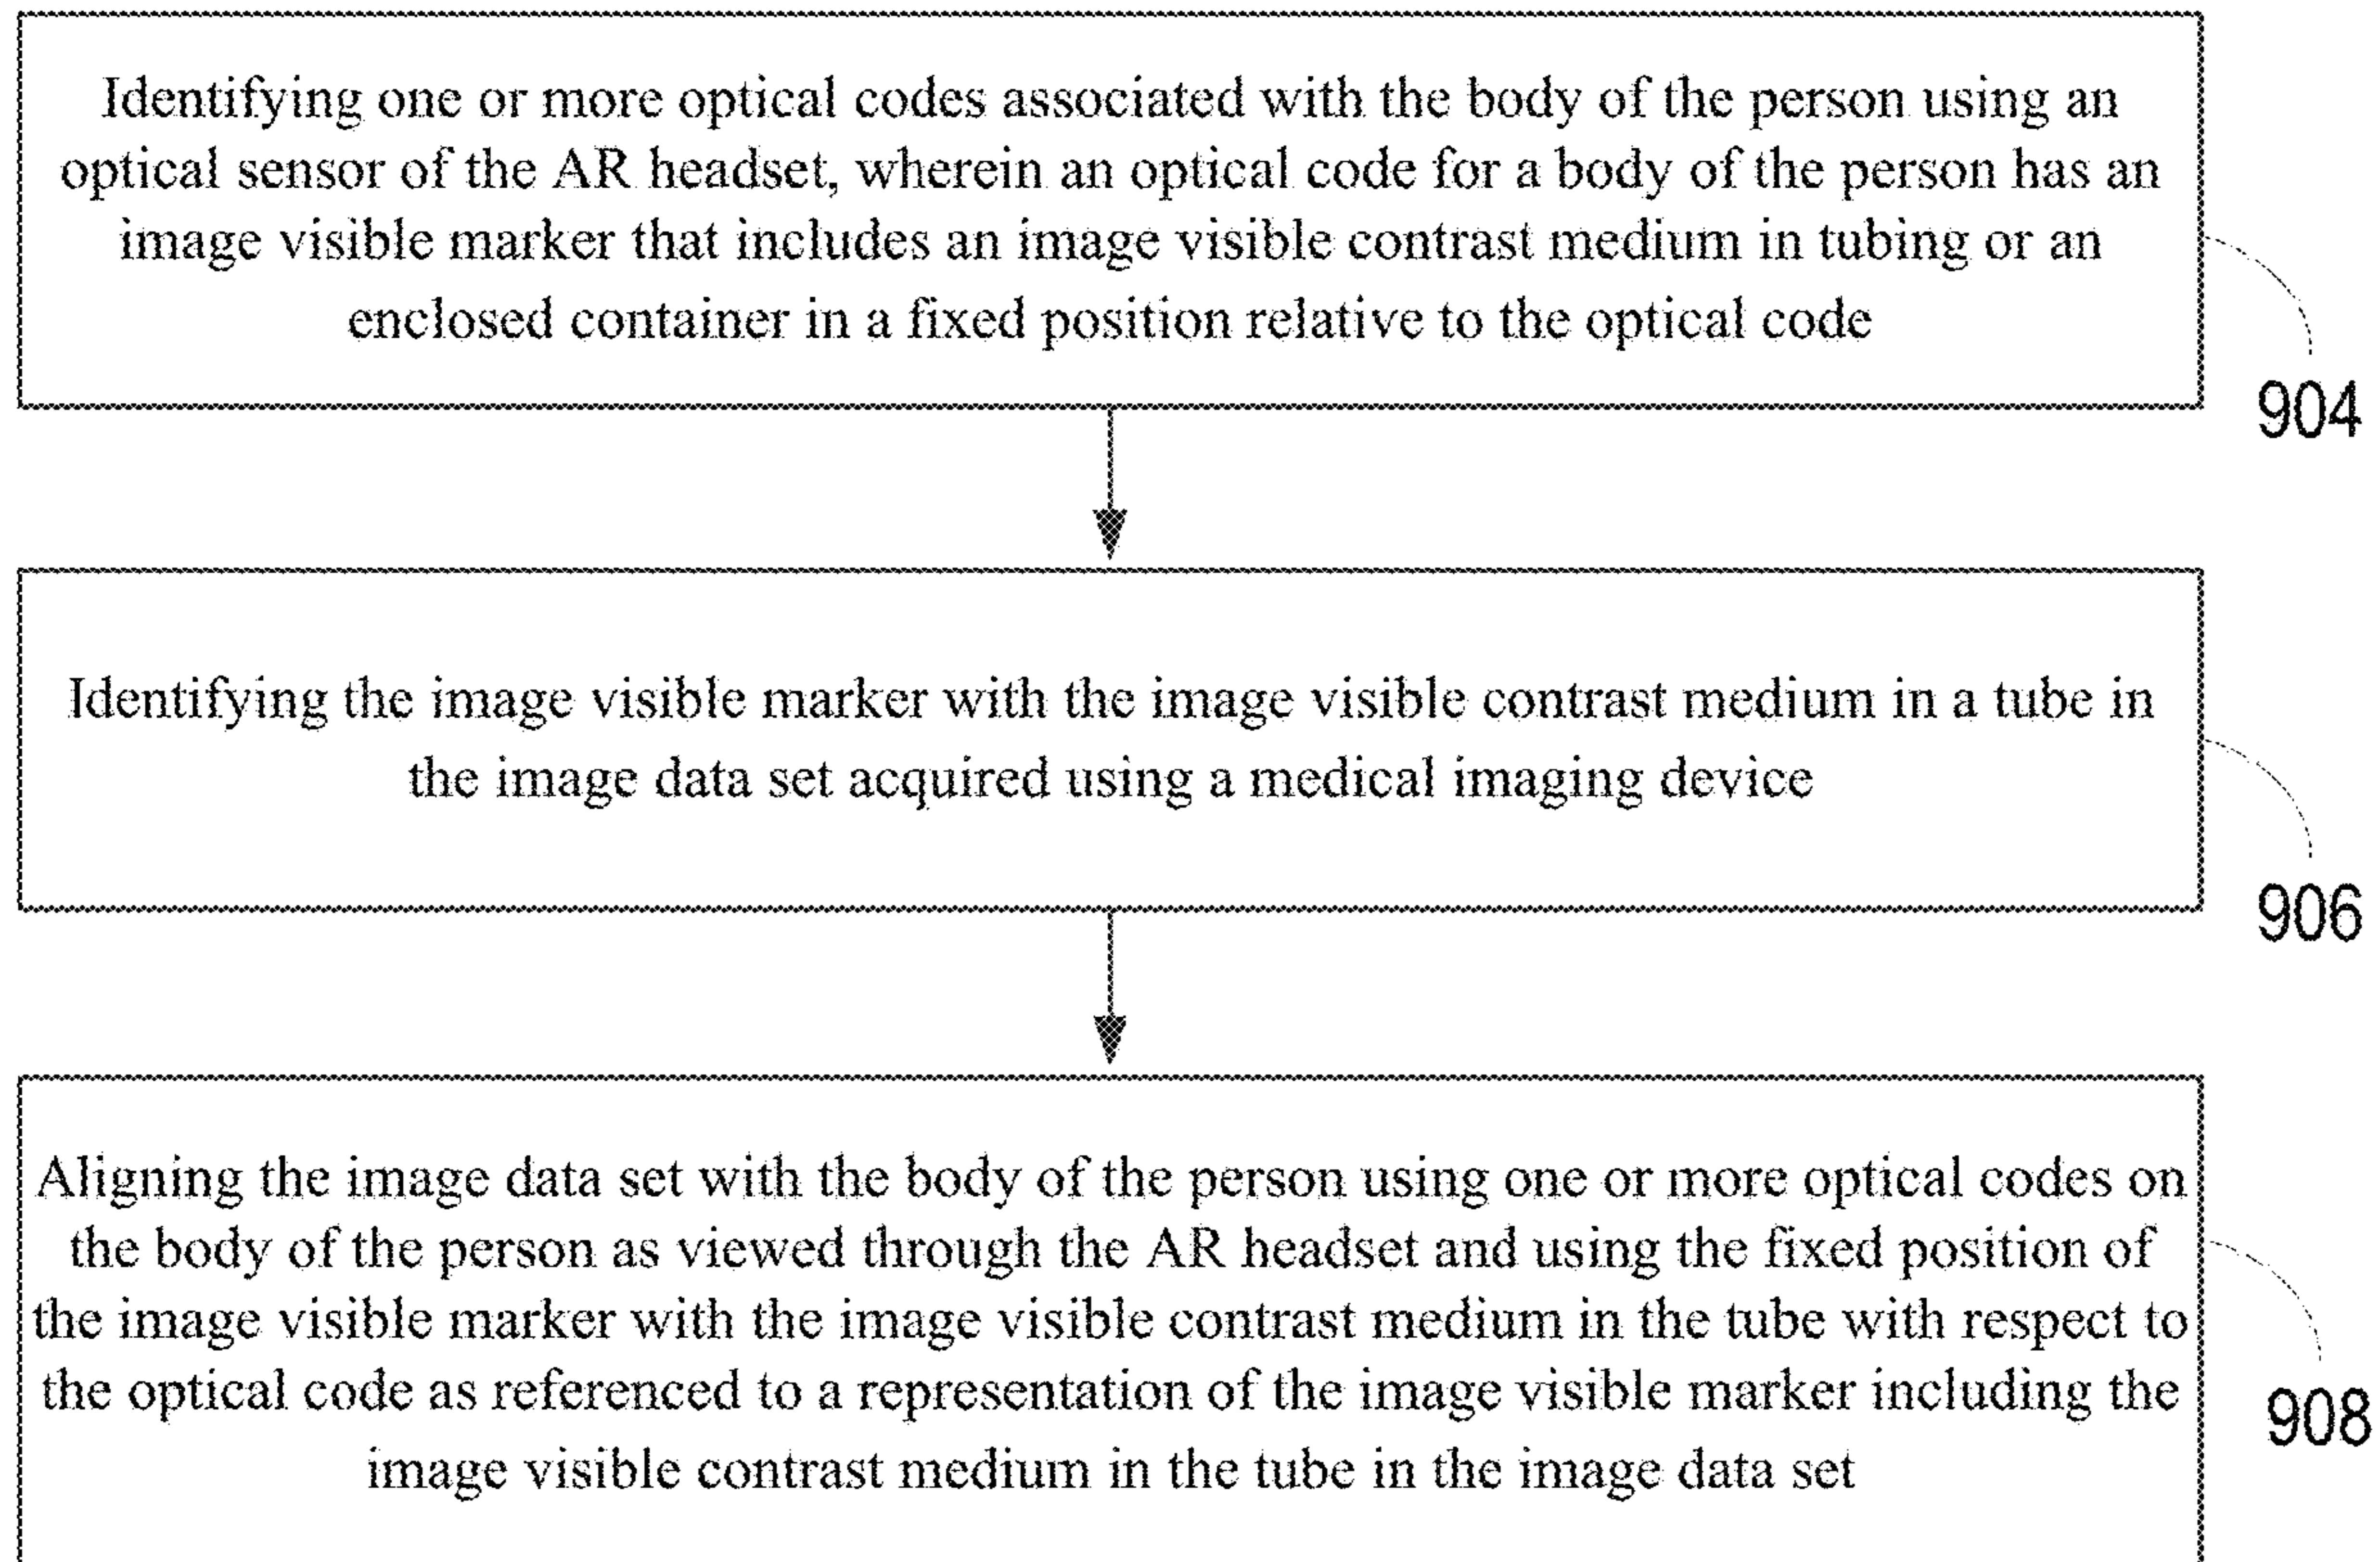 Identifying one or more optical codes associated with the body of the person using an
optical sensor of the AR headset, wherein an optical code for a body of the person has an
image visible marker that includes an image visible contrast medium in tubing or an
enclosed container in a fixed position relative to the optical code
904
Identifying the image visible marker with the image visible contrast medium in a tube in
the image data set acquired using a medical imaging device
906
Aligning the image data set with the body of the person using one or more optical codes on
the body of the person as viewed through the AR headset and using the fixed position of
the image visible marker with the image visible contrast medium in the tube with respect to
the optical code as referenced to a representation of the image visible marker including the
image visible contrast medium in the tube in the image data set
908